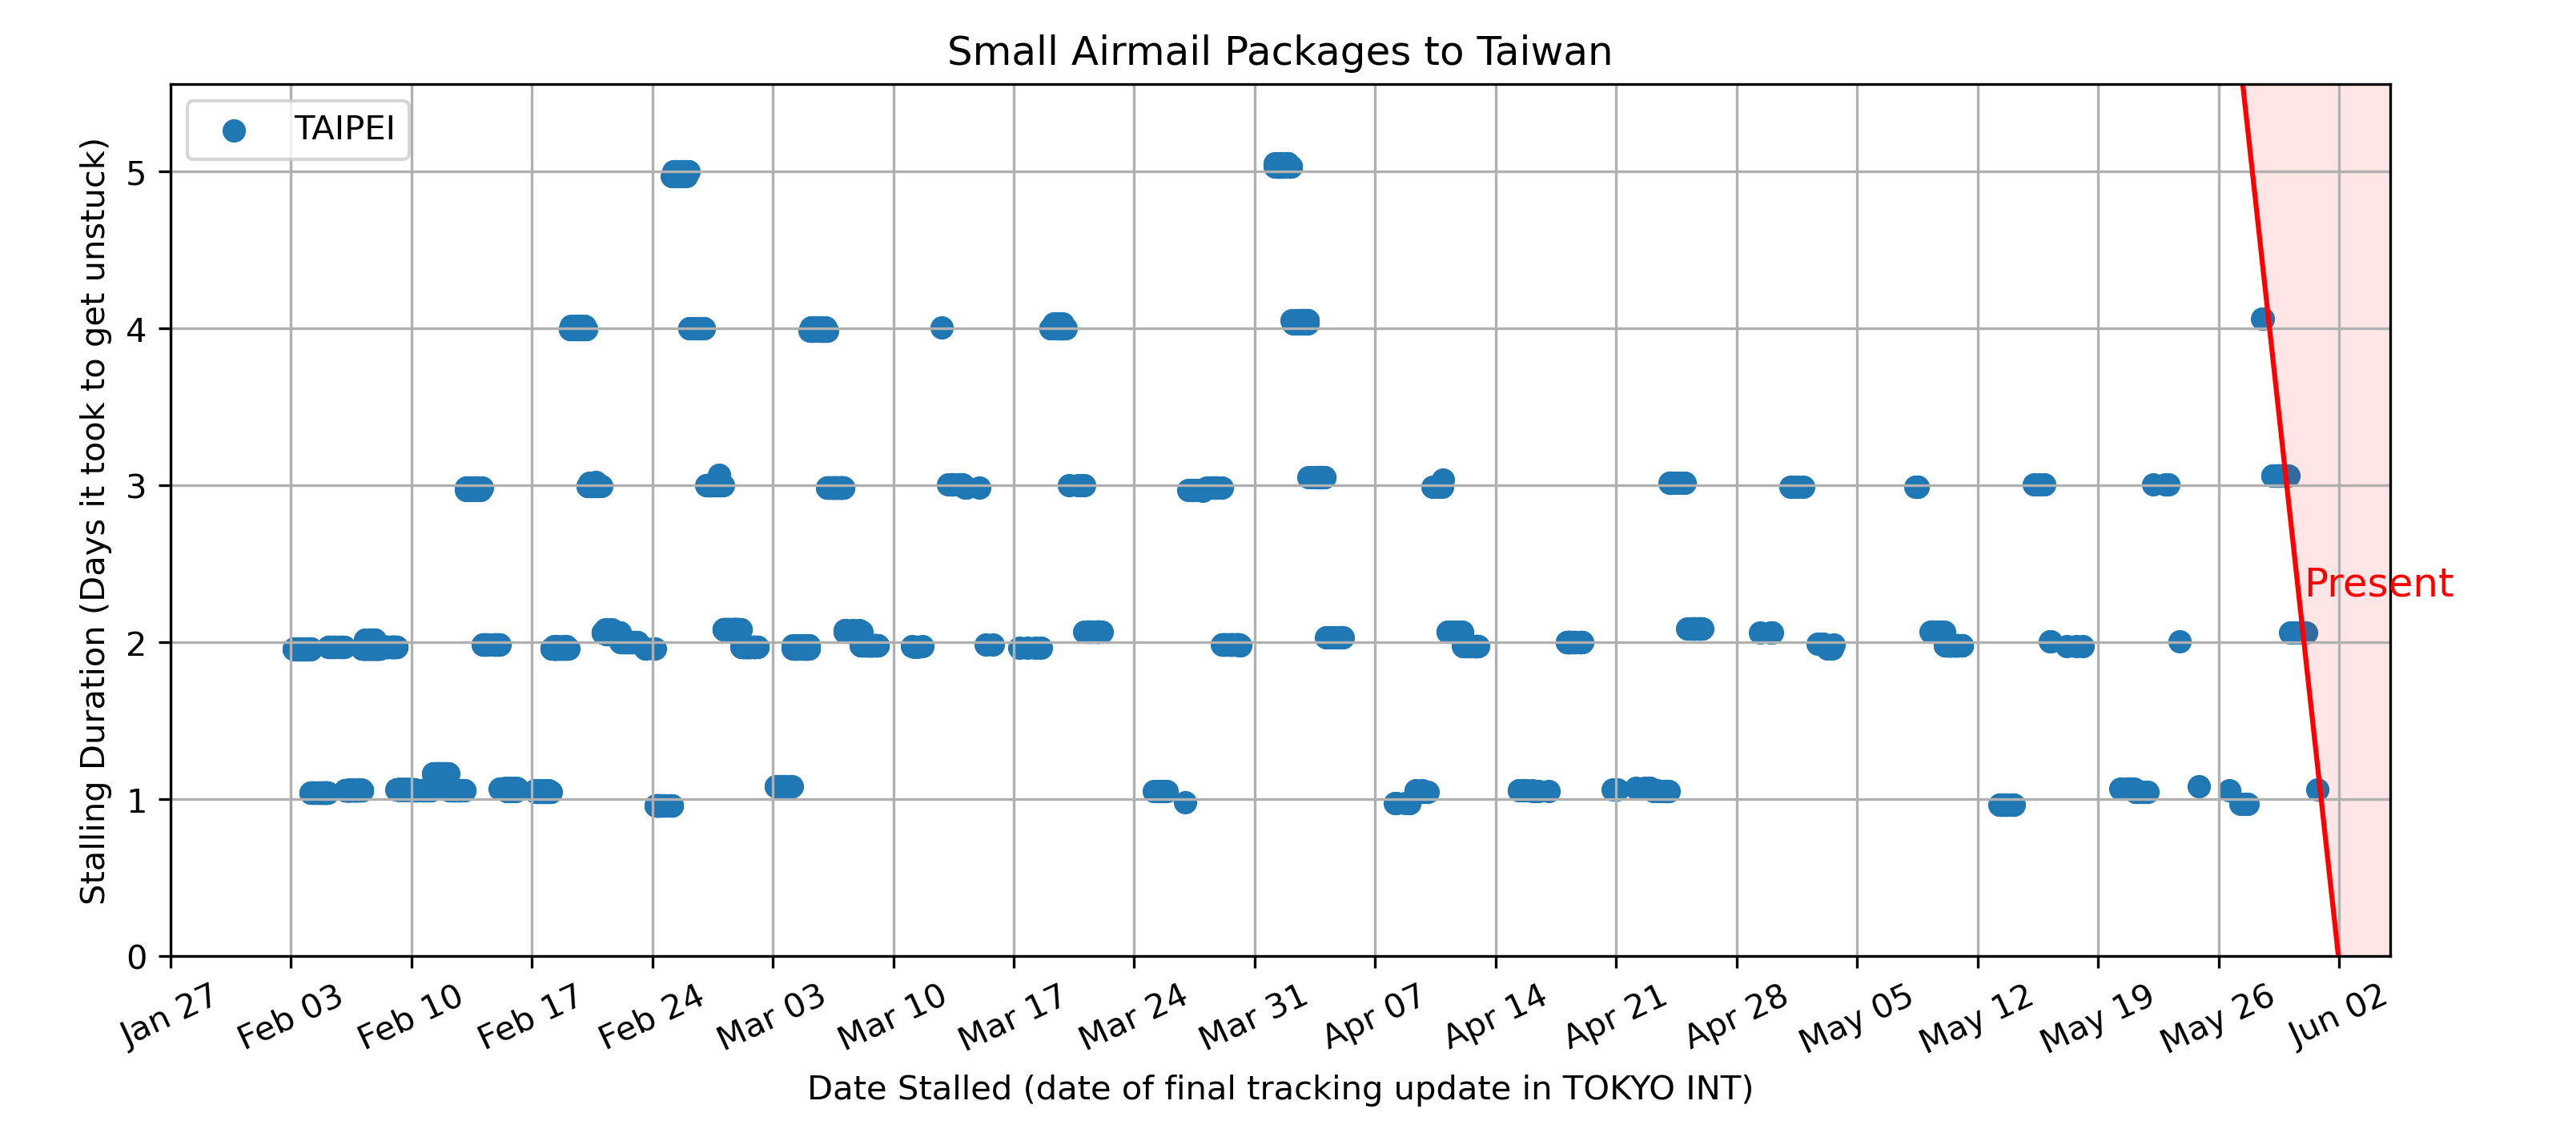 Small Airmail Packages to Taiwan
TAIPEI
Stalling Duration (Days it took to get unstuck)
5
4
3
2
1
0
Present
Jan 27 Feb 03 Feb 10 Feb 17 Feb 24 Mar 03 Mar 10 Mar 17 Mar 24 Mar 31 Apr 07 Apr 14 Apr 21 Apr 28 May 05 May 12 May 19 May 26 Jun 02
Date Stalled (date of final tracking update in TOKYO INT)